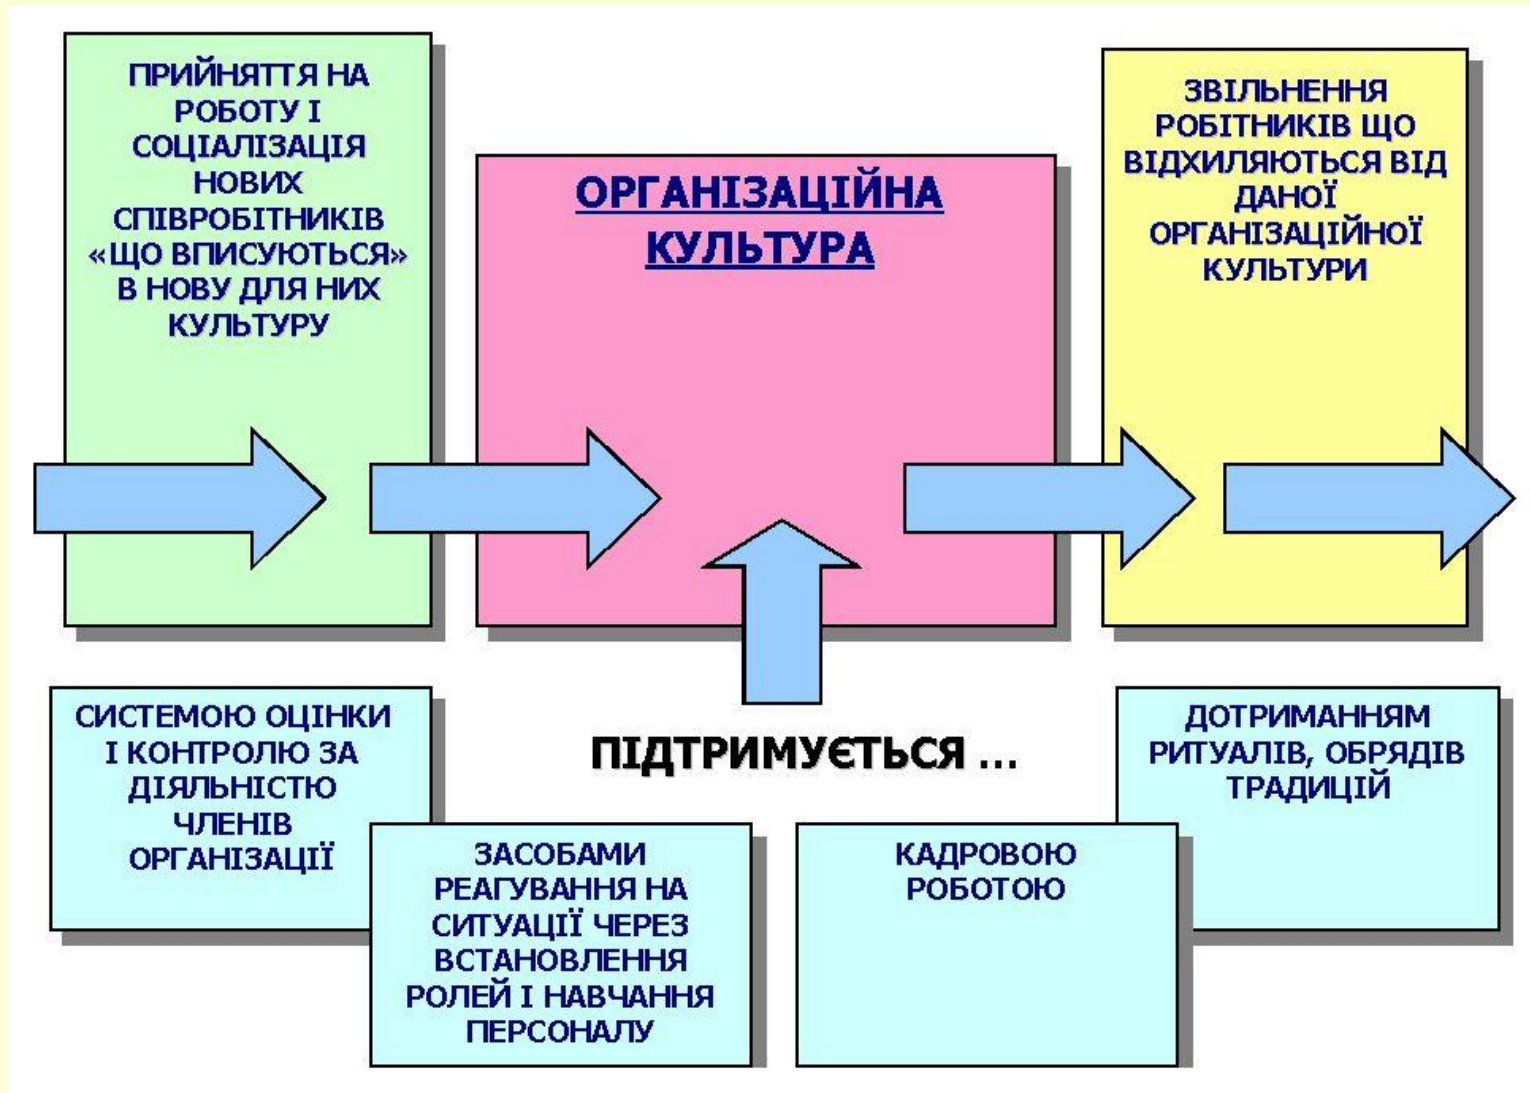 ПРИЙНЯТТЯ НА
РОБОТУ І
СОЦІАЛІЗАЦІЯ
НОВИХ
СПІВРОБІТНИКІВ
«ЩО ВПИСУЮТЬСЯ»
В НОВУ ДЛЯ НИХ
КУЛЬТУРУ
ОРГАНІЗАЦІЙНА
КУЛЬТУРА
ЗВІЛЬНЕННЯ
РОБІТНИКІВ ЩО
ВІДХИЛЯЮТЬСЯ ВІД
ДАНОЇ
ОРГАНІЗАЦІЙНОЇ
КУЛЬТУРИ
ПІДТРИМУЄТЬСЯ ...
СИСТЕМОЮ ОЦІНКИ
І КОНТРОЛЮ ЗА
ДІЯЛЬНІСТЮ
ЧЛЕНІВ
ОРГАНІЗАЦІЇ
ЗАСОБАМИ
РЕАГУВАННЯ НА
СИТУАЦІЇ ЧЕРЕЗ
ВСТАНОВЛЕННЯ
РОЛЕЙ І НАВЧАННЯ
ПЕРСОНАЛУ
КАДРОВОЮ
РОБОТОЮ
ДОТРИМАННЯМ
РИТУАЛІВ, ОБРЯДІВ
ТРАДИЦІЙ